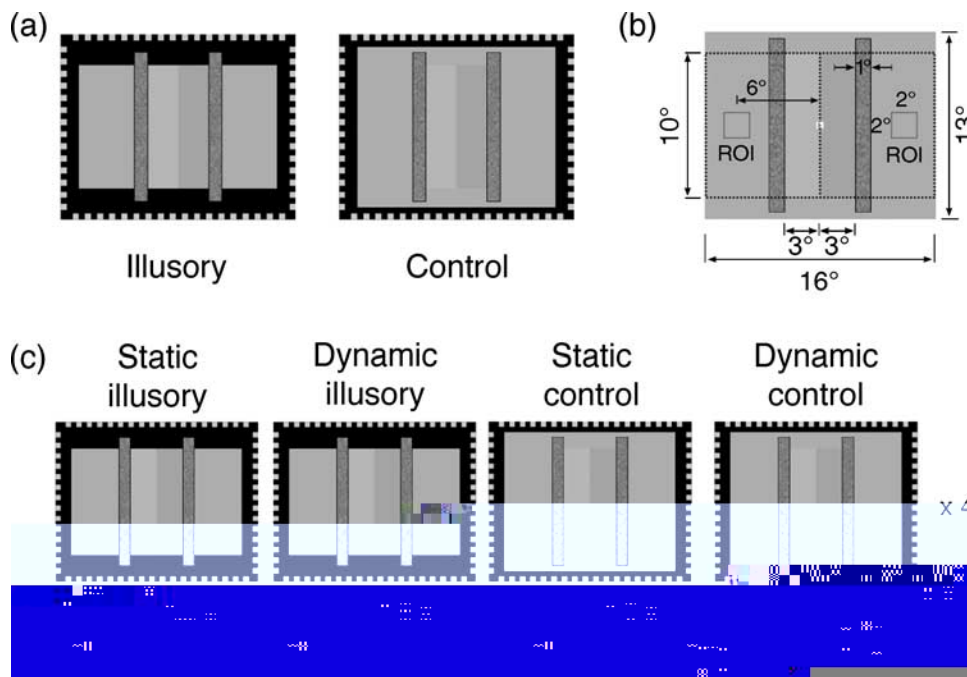 (a)
Illusory
Control
(b)
6°
1°
2°
2°
10°
13°
ROI
ROI
3°
3°
16°
(c)
Static
illusory
Dynamic
illusory
Static
control
Dynamic
control
x 4